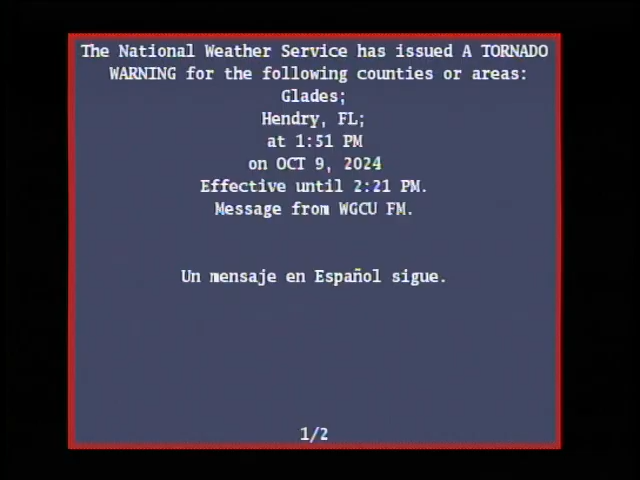 The National Weather Service has issued A TORNADO
WARNING for the following counties or areas:
Glades;
Hendry, FL;
at 1:51 PM
on OCT 9, 2024
Effective until 2:21 PM.
Message from WGCU FM.
Un mensaje en Español sigue.
1/2